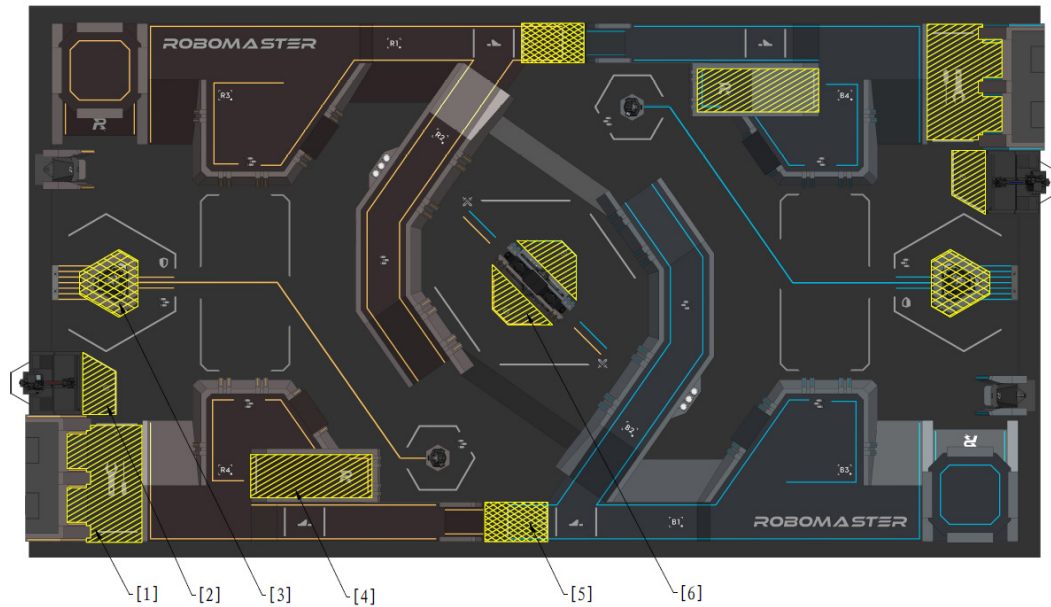 ROBOMASTER
R1
R3
R
B4
R2
R
R4
R
B2
B3
B1
ROBOMASTER
R
[1]
[2]
[3]
[4]
[5]
[6]